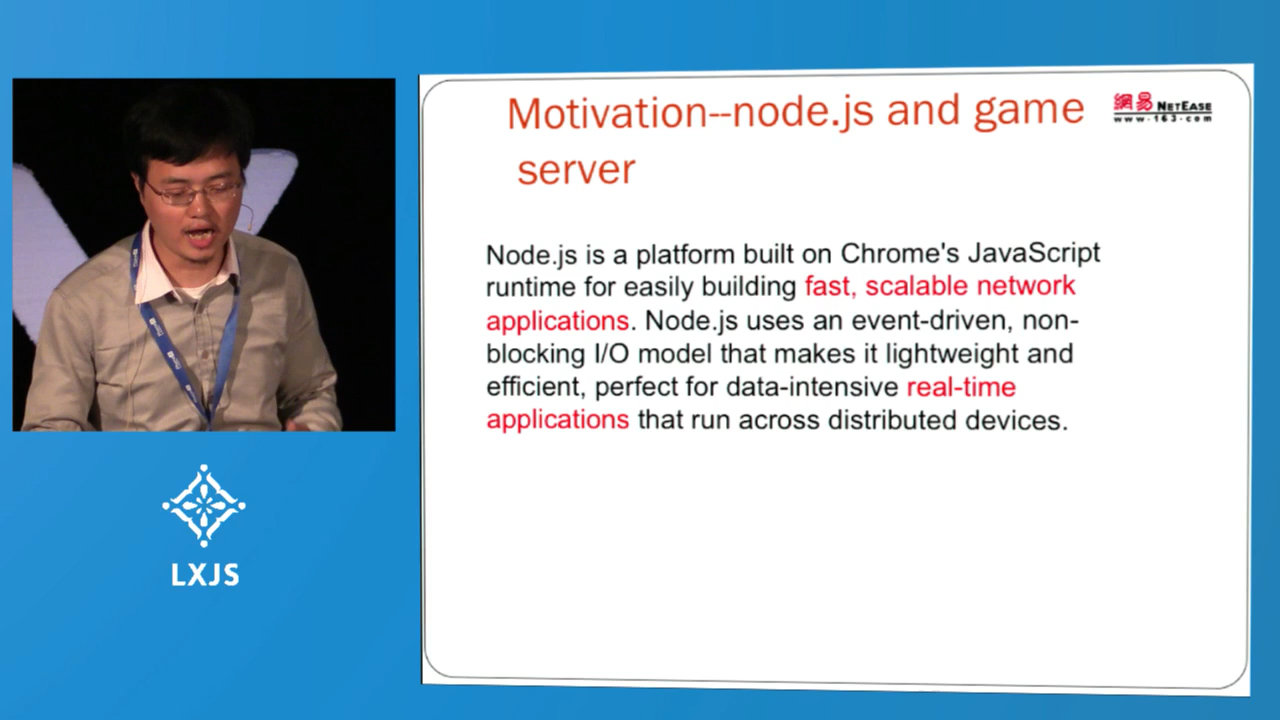 Motivation--node.js and game
server
網易 NETEASE
www.163.com
Node.js is a platform built on Chrome's JavaScript
runtime for easily building fast, scalable network
applications. Node.js uses an event-driven, non-
blocking I/O model that makes it lightweight and
efficient, perfect for data-intensive real-time
applications that run across distributed devices.
LXJS